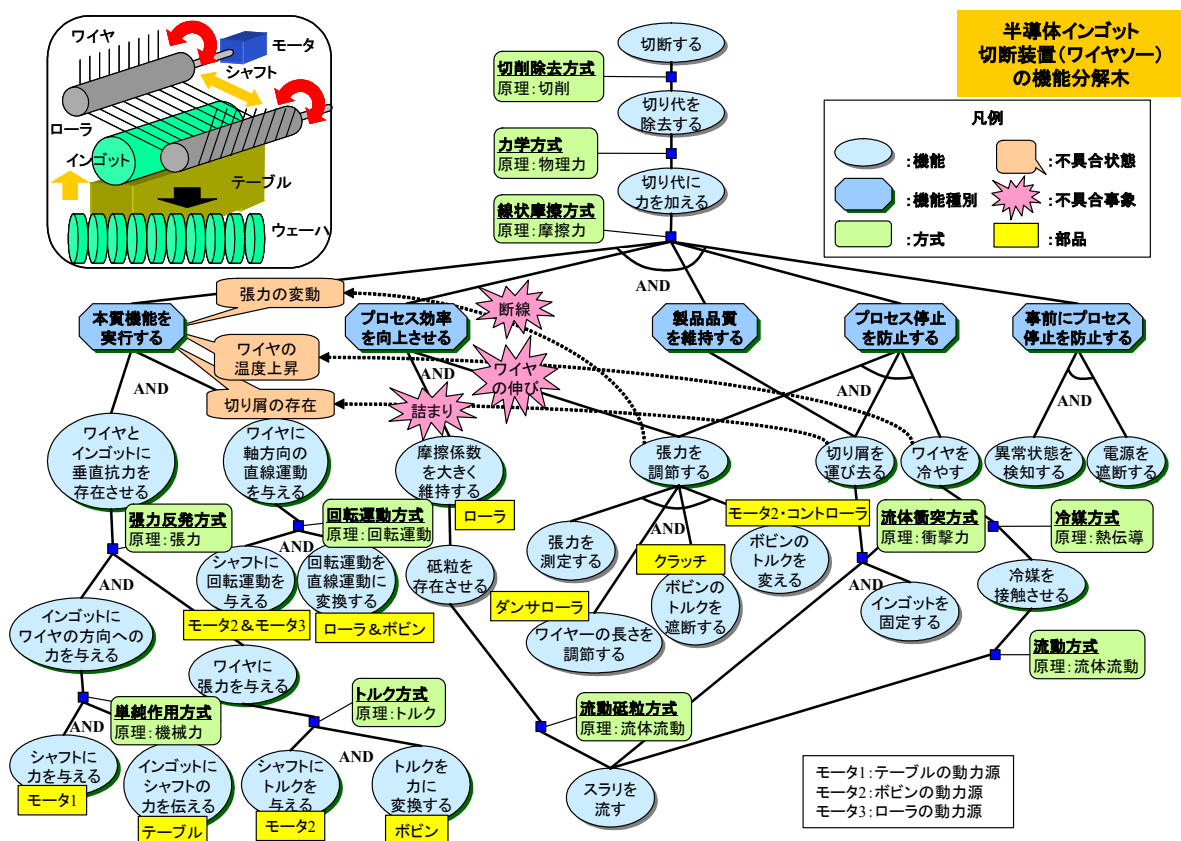 半導体インゴット
切断装置(ワイヤソー)
の機能分解木
ワイヤ
モータ
シャフト
ローラ
インゴット
テーブル
ウェーハ
凡例
:機能
:不具合状態
:機能種別
:不具合事象
:方式
:部品
切断する
切削除去方式
原理:切削
切り代を
除去する
力学方式
原理:物理力
切り代に
力を加える
線状摩擦方式
原理:摩擦力
AND
本質機能を
実行する
プロセス効率
を向上させる
製品品質
を維持する
プロセス停止
を防止する
事前にプロセス
停止を防止する
張力の変動
ワイヤの
温度上昇
切り屑の存在
断線
ワイヤ
の伸び
詰まり
AND
AND
AND
AND
ワイヤと
インゴットに
垂直抗力を
存在させる
ワイヤに
軸方向の
直線運動
を与える
摩擦係数
を大きく
維持する
ローラ
張力を
調節する
切り屑を
運び去る
ワイヤを
冷やす
異常状態を
検知する
電源を
遮断する
張力反発方式
原理:張力
回転運動方式
原理:回転運動
流体衝突方式
原理:衝撃力
冷媒方式
原理:熱伝導
AND
AND
AND
AND
シャフトに
回転運動を
与える
モータ2&モータ3
回転運動を
直線運動に
変換する
ローラ&ボビン
砥粒を
存在させる
張力を
測定する
ダンサローラ
ワイヤーの長さを
調節する
クラッチ
ボビンの
トルクを
遮断する
モータ2・コントローラ
ボビンの
トルクを
変える
インゴットを
固定する
冷媒を
接触させる
インゴットに
ワイヤの方向への
力を与える
ワイヤに
張力を与える
流動方式
原理:流体流動
単純作用方式
原理:機械力
AND
トルク方式
原理:トルク
AND
流動砥粒方式
原理:流体流動
シャフトに
力を与える
モータ1
インゴットに
シャフトの
力を伝える
テーブル
シャフトに
トルクを
与える
モータ2
トルクを
力に
変換する
ボビン
スラリを
流す
モータ1:テーブルの動力源
モータ2:ボビンの動力源
モータ3:ローラの動力源